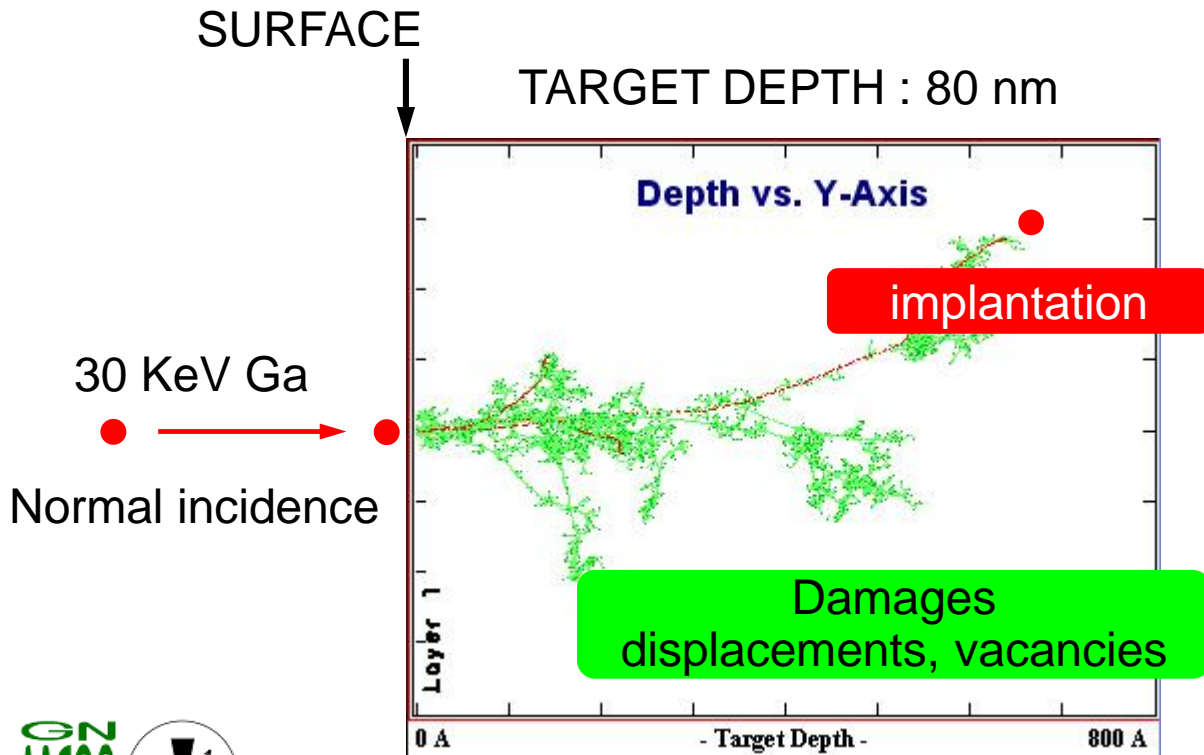 SURFACE
TARGET DEPTH : 80 nm
Depth vs. Y-Axis
implantation
30 KeV Ga
Normal incidence
Damages
displacements, vacancies
Layer 1
0 A - Target Depth - 800 A
GN